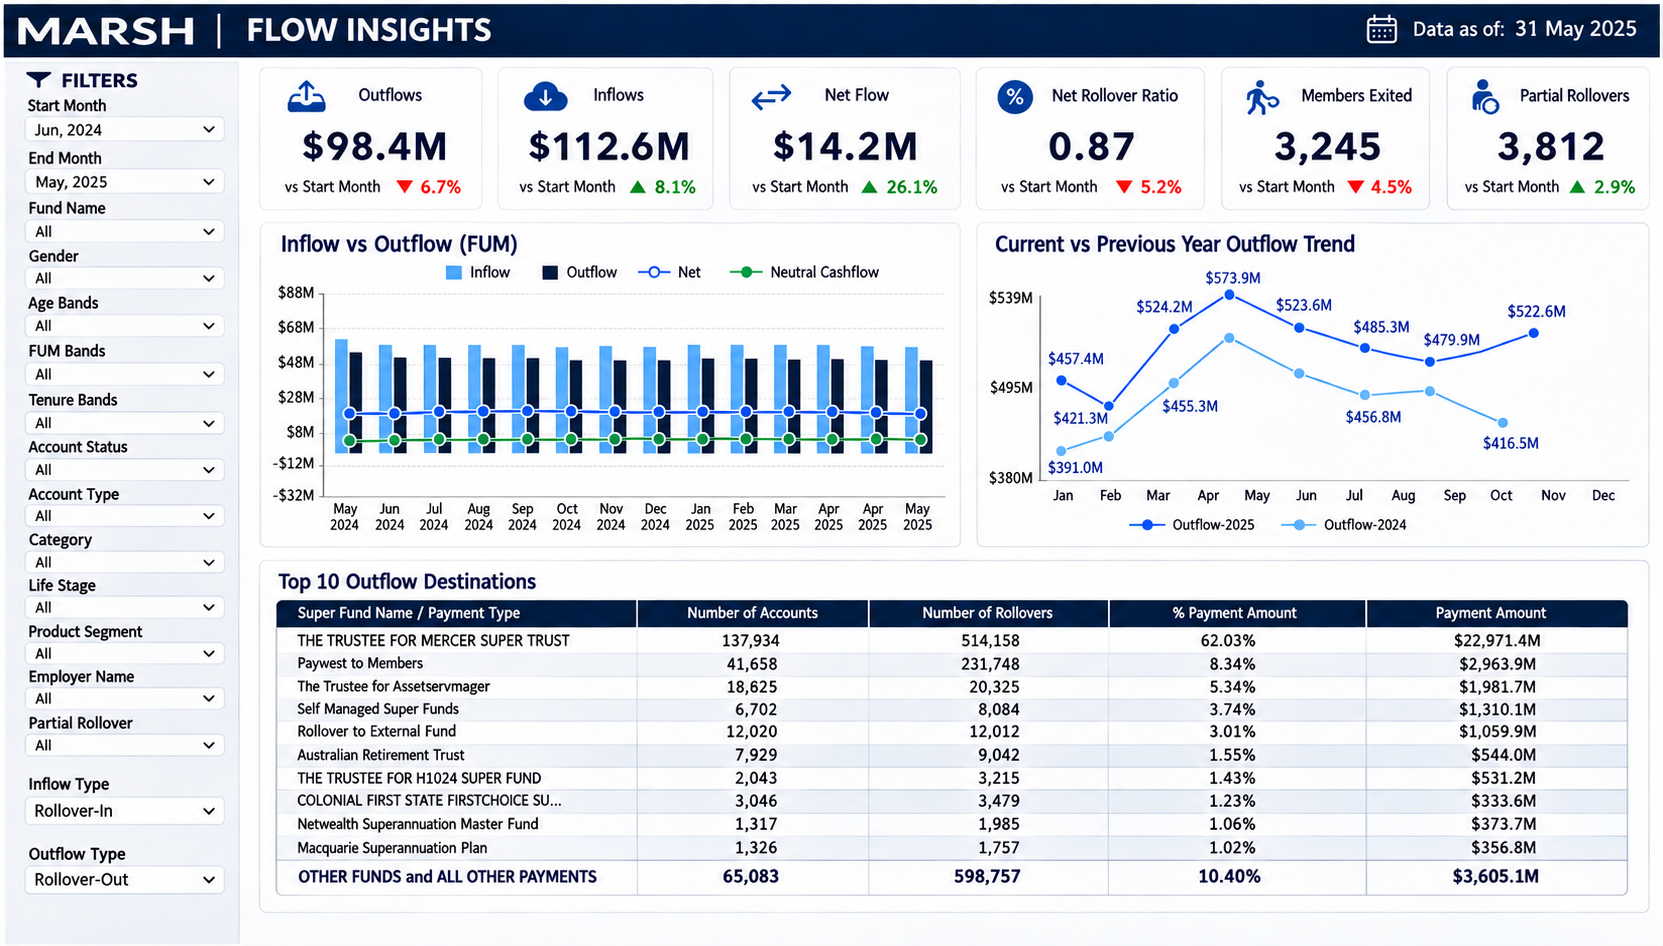 MARSH | FLOW INSIGHTS
Data as of: 31 May 2025
FILTERS
Start Month
Jun, 2024
End Month
May, 2025
Fund Name
All
Gender
All
Age Bands
All
FUM Bands
All
Tenure Bands
All
Account Status
All
Account Type
All
Category
All
Life Stage
All
Product Segment
All
Employer Name
All
Partial Rollover
All
Inflow Type
Rollover-In
Outflow Type
Rollover-Out
Outflows
$98.4M
vs Start Month ▼ 6.7%
Inflows
$112.6M
vs Start Month ▲ 8.1%
Net Flow
$14.2M
vs Start Month ▲ 26.1%
% Net Rollover Ratio
0.87
vs Start Month ▼ 5.2%
Members Exited
3,245
vs Start Month ▼ 4.5%
Partial Rollovers
3,812
vs Start Month ▲ 2.9%
Inflow vs Outflow (FUM)
Inflow Outflow Net Neutral Cashflow
$88M
$68M
$48M
$28M
$8M
-$12M
-$32M
May Jun Jul Aug Sep Oct Nov Dec Jan Feb Mar Apr Apr May
2024 2024 2024 2024 2024 2024 2024 2024 2025 2025 2025 2025 2025 2025
Current vs Previous Year Outflow Trend
$573.9M
$539M
$524.2M
$523.6M
$522.6M
$485.3M
$479.9M
$457.4M
$495M
$421.3M
$455.3M
$456.8M
$416.5M
$391.0M
$380M
Jan Feb Mar Apr May Jun Jul Aug Sep Oct Nov Dec
Outflow-2025 Outflow-2024
Top 10 Outflow Destinations
Super Fund Name / Payment Type Number of Accounts Number of Rollovers % Payment Amount Payment Amount
THE TRUSTEE FOR MERCER SUPER TRUST 137,934 514,158 62.03% $22,971.4M
Paywest to Members 41,658 231,748 8.34% $2,963.9M
The Trustee for Assetservmager 18,625 20,325 5.34% $1,981.7M
Self Managed Super Funds 6,702 8,084 3.74% $1,310.1M
Rollover to External Fund 12,020 12,012 3.01% $1,059.9M
Australian Retirement Trust 7,929 9,042 1.55% $544.0M
THE TRUSTEE FOR H1024 SUPER FUND 2,043 3,215 1.43% $531.2M
COLONIAL FIRST STATE FIRSTCHOICE SU... 3,046 3,479 1.23% $333.6M
Netwealth Superannuation Master Fund 1,317 1,985 1.06% $373.7M
Macquarie Superannuation Plan 1,326 1,757 1.02% $356.8M
OTHER FUNDS and ALL OTHER PAYMENTS 65,083 598,757 10.40% $3,605.1M